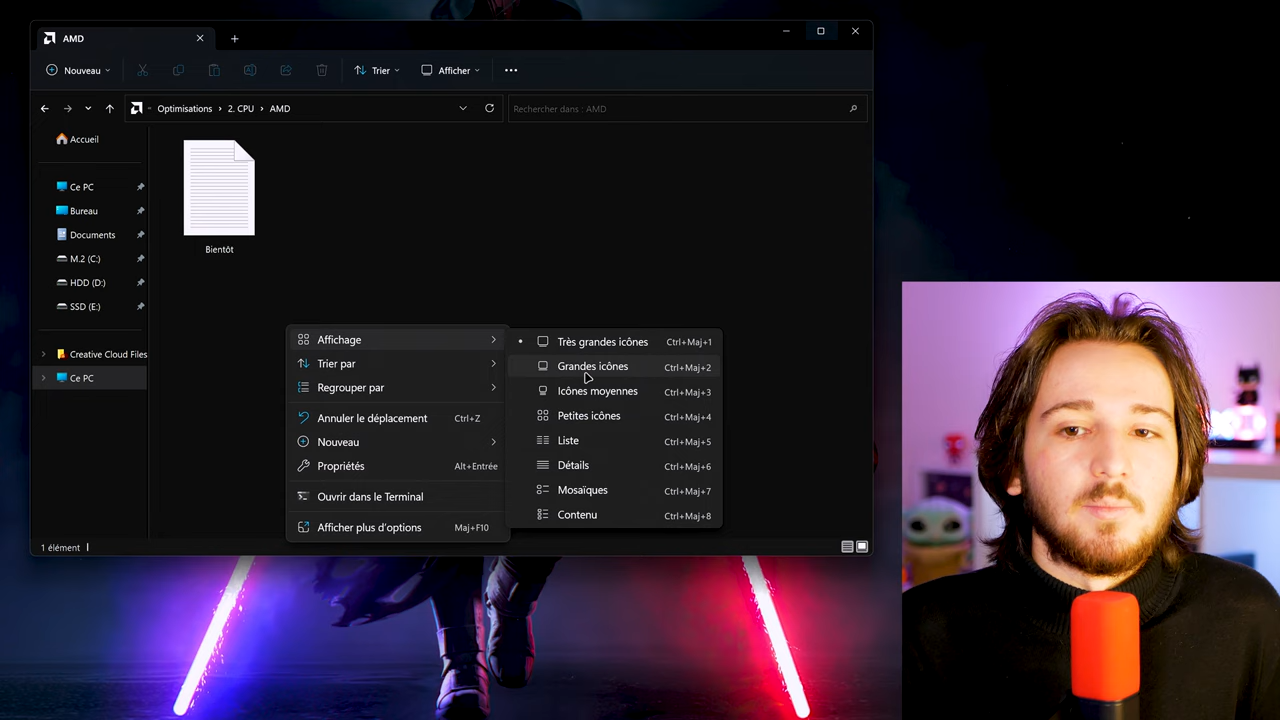 AMD
Nouveau
Trier
Afficher
Optimisations > 2. CPU > AMD
Rechercher dans : AMD
Accueil
Ce PC
Bureau
Documents
M.2 (C:)
HDD (D:)
SSD (E:)
Creative Cloud Files
Ce PC
Bientôt
Affichage
Trier par
Regrouper par
Annuler le déplacement Ctrl+Z
Nouveau
Propriétés Alt+Entrée
Ouvrir dans le Terminal
Afficher plus d'options Maj+F10
Très grandes icônes Ctrl+Maj+1
Grandes icônes Ctrl+Maj+2
Icônes moyennes Ctrl+Maj+3
Petites icônes Ctrl+Maj+4
Liste Ctrl+Maj+5
Détails Ctrl+Maj+6
Mosaïques Ctrl+Maj+7
Contenu Ctrl+Maj+8
1 élément